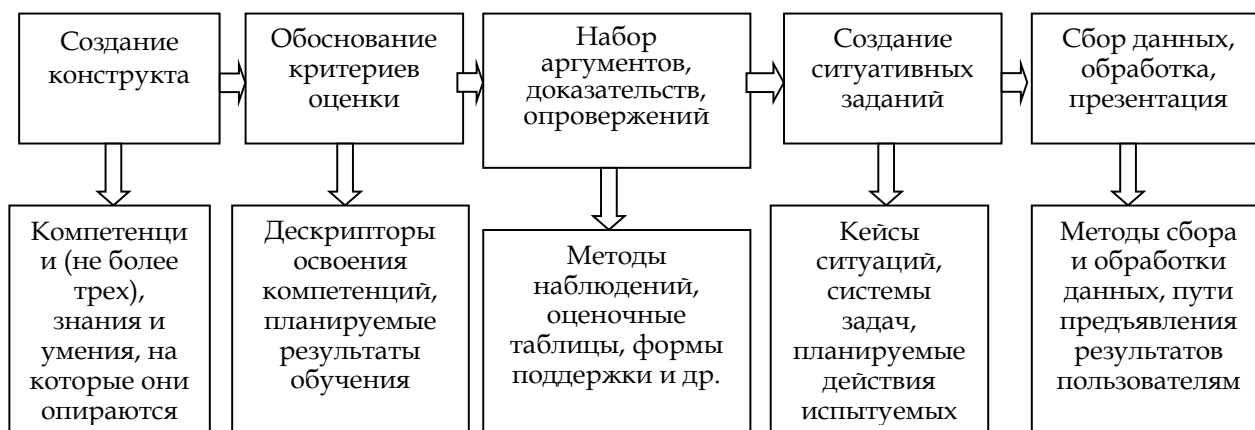 Создание
конструкта
Обоснование
критериев
оценки
Набор
аргументов,
доказательств,
опровержений
Создание
ситуативных
заданий
Сбор данных,
обработка,
презентация
Компетенци
и (не более
трех),
знания и
умения, на
которые они
опираются
Дескрипторы
освоения
компетенций,
планируемые
результаты
обучения
Методы
наблюдений,
оценочные
таблицы, формы
поддержки и др.
Кейсы
ситуаций,
системы
задач,
планируемые
действия
испытуемых
Методы сбора
и обработки
данных, пути
предъявления
результатов
пользователям